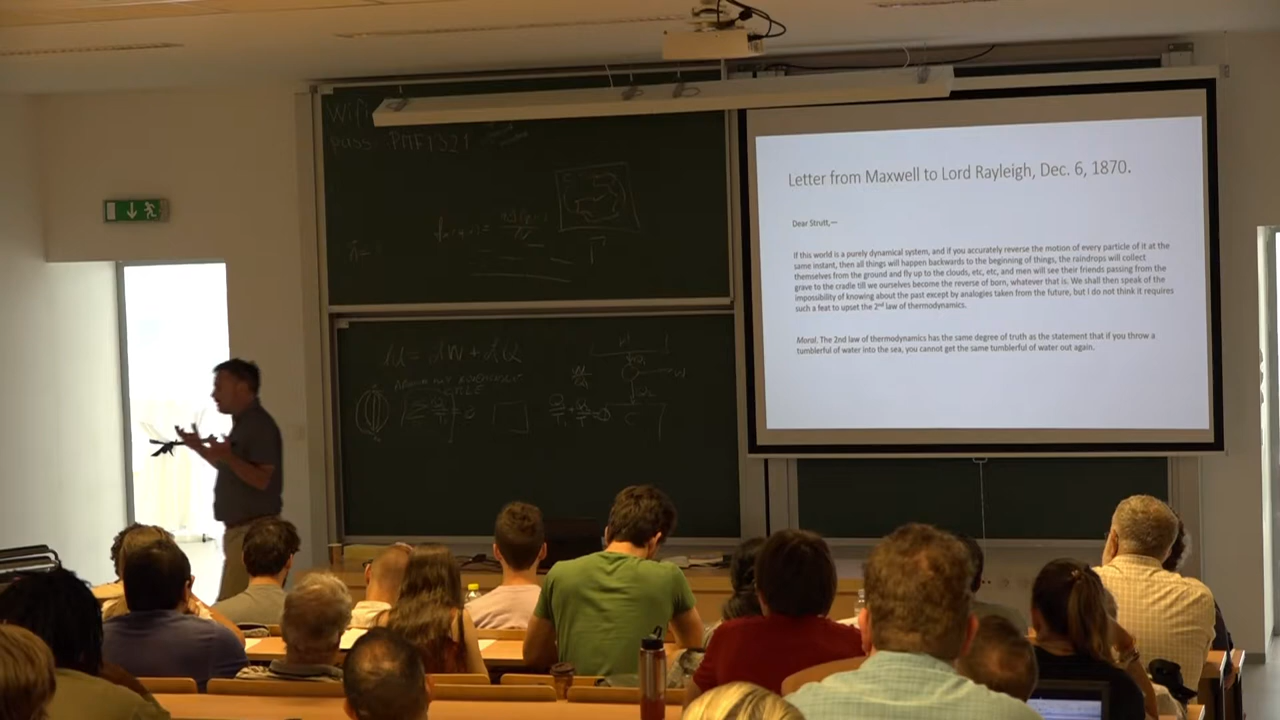 Wifi
pass: PMF1321
dU = dW + dQ
CYCLE
Letter from Maxwell to Lord Rayleigh, Dec. 6, 1870.
Dear Strutt,—
If this world is a purely dynamical system, and if you accurately reverse the motion of every particle of it at the
same instant, then all things will happen backwards to the beginning of things, the raindrops will collect
themselves from the ground and fly up to the clouds, etc, etc, and men will see their friends passing from the
grave to the cradle till we ourselves become the reverse of born, whatever that is. We shall then speak of the
impossibility of knowing about the past except by analogies taken from the future, but I do not think it requires
such a feat to upset the 2nd law of thermodynamics.
Moral. The 2nd law of thermodynamics has the same degree of truth as the statement that if you throw a
tumblerful of water into the sea, you cannot get the same tumblerful of water out again.